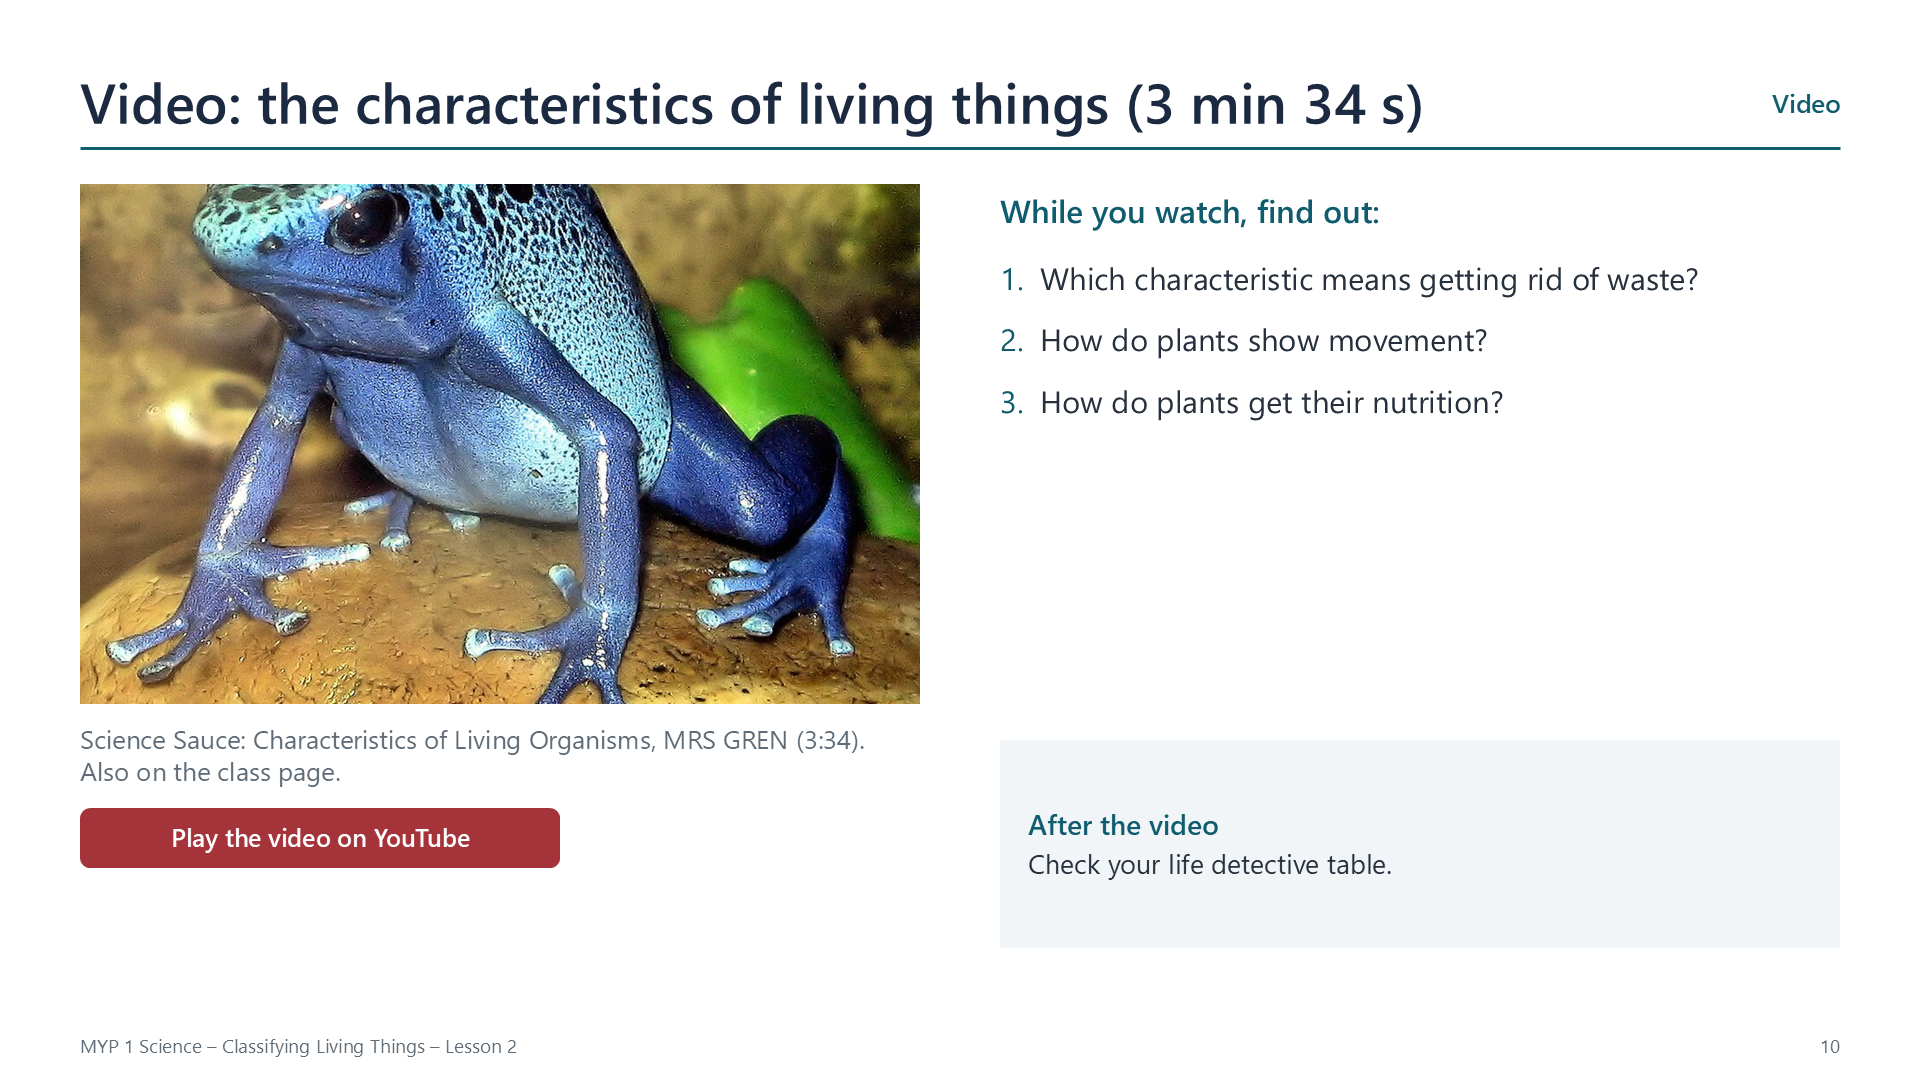 Video: the characteristics of living things (3 min 34 s)
Video
Science Sauce: Characteristics of Living Organisms, MRS GREN (3:34).
Also on the class page.
Play the video on YouTube
While you watch, find out:
1. Which characteristic means getting rid of waste?
2. How do plants show movement?
3. How do plants get their nutrition?
After the video
Check your life detective table.
MYP 1 Science – Classifying Living Things – Lesson 2
10